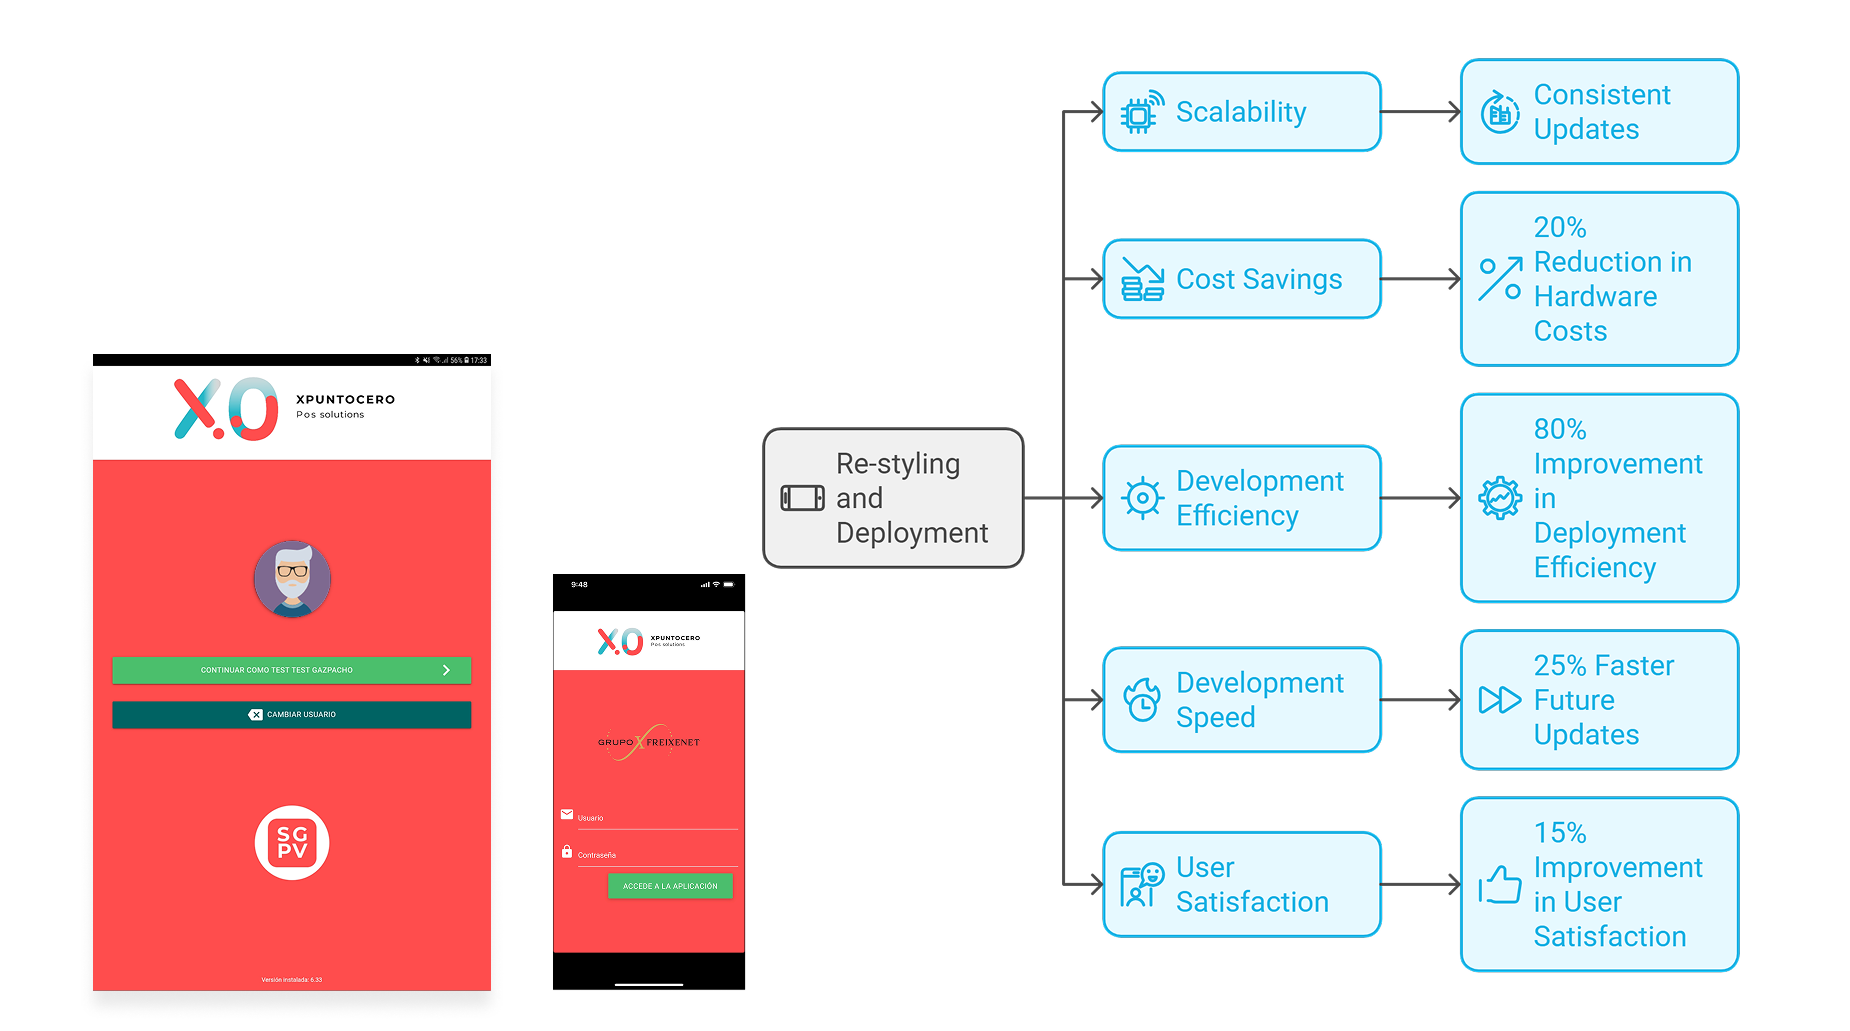 56% 17:33
X.O
XPUNTOCERO
Pos solutions
CONTINUAR COMO TEST TEST GAZPACHO
CAMBIAR USUARIO
SG
PV
Versión Instalada: 6.33
9:48
X.O
XPUNTOCERO
Pos solutions
GRUPO FREIXENET
Usuario
Contraseña
ACCEDE A LA APLICACIÓN
Re-styling
and
Deployment
Scalability
Consistent
Updates
Cost Savings
20%
Reduction in
Hardware
Costs
Development
Efficiency
80%
Improvement
in
Deployment
Efficiency
Development
Speed
25% Faster
Future
Updates
User
Satisfaction
15%
Improvement
in User
Satisfaction